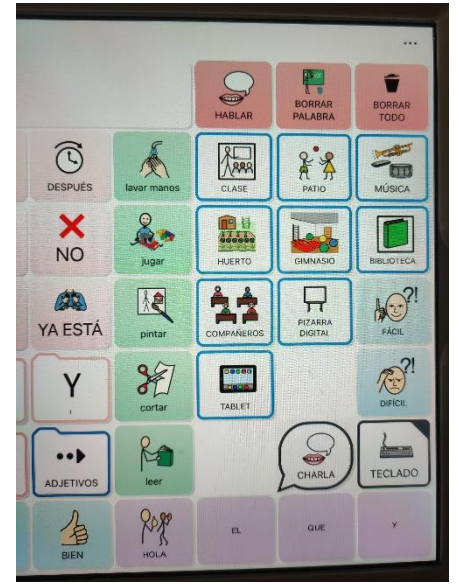 ...
HABLAR
BORRAR
PALABRA
BORRAR
TODO
DESPUÉS
lavar manos
CLASE
PATIO
MÚSICA
NO
jugar
HUERTO
GIMNASIO
BIBLIOTECA
YA ESTÁ
pintar
COMPAÑEROS
PIZARRA
DIGITAL
?!
FÁCIL
Y
cortar
TABLET
?!
DIFÍCIL
ADJETIVOS
leer
CHARLA
TECLADO
BIEN
HOLA
EL
QUE
Y